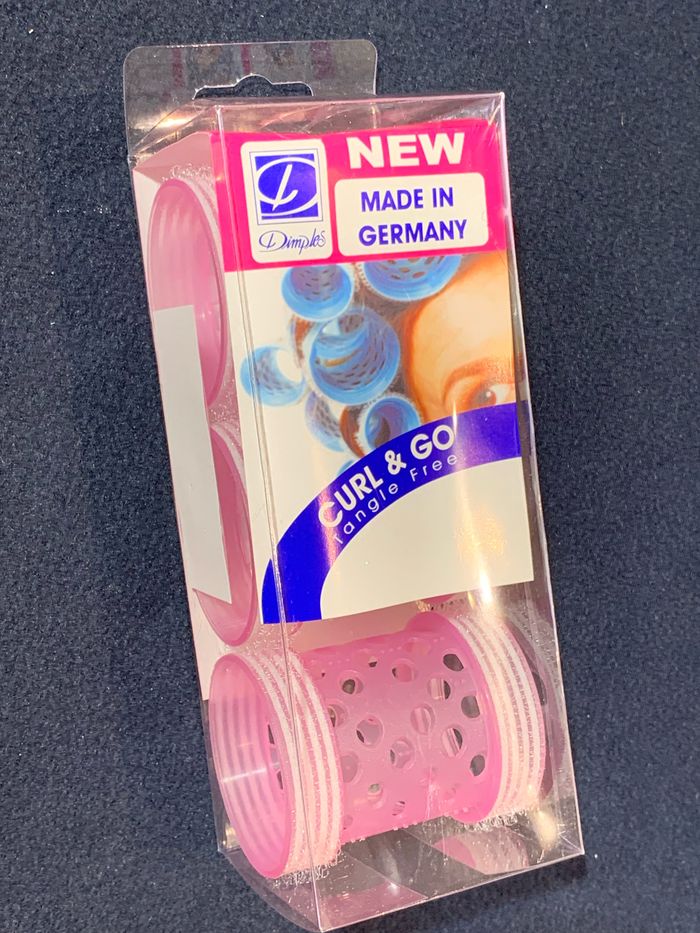 NEW
Dimples
MADE IN
GERMANY
CURL & GO
Tangle Free